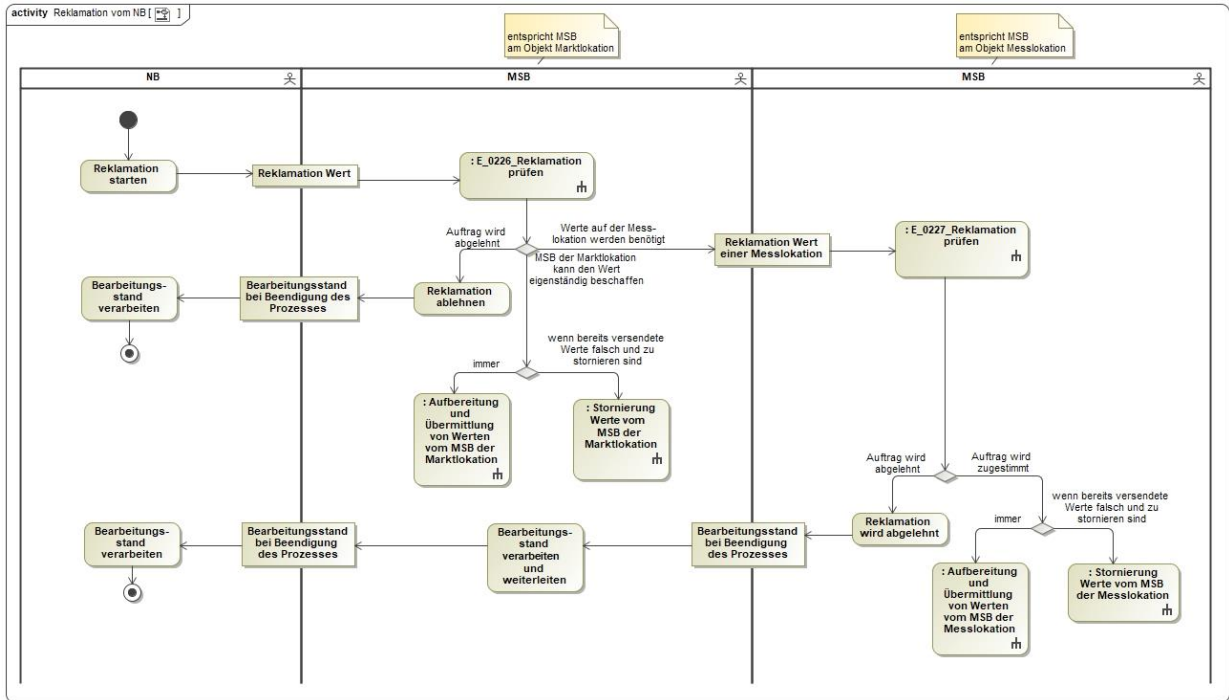 activity Reklamation vom NB [ ]
entspricht MSB
am Objekt Marktlokation
entspricht MSB
am Objekt Messlokation
NB
MSB
MSB
Reklamation
starten
Reklamation Wert
: E_0226_Reklamation
prüfen
Auftrag wird
abgelehnt
Werte auf der Mess-
lokation werden benötigt
MSB der Marktlokation
kann den Wert
eigenständig beschaffen
Reklamation Wert
einer Messlokation
: E_0227_Reklamation
prüfen
Bearbeitungs-
stand
verarbeiten
Bearbeitungsstand
bei Beendigung des
Prozesses
Reklamation
ablehnen
immer
wenn bereits versendete
Werte falsch und zu
stornieren sind
: Aufbereitung
und
Übermittlung
von Werten
vom MSB der
Marktlokation
: Stornierung
Werte vom
MSB der
Marktlokation
Auftrag wird
abgelehnt
Auftrag wird
zugestimmt
Bearbeitungs-
stand
verarbeiten
Bearbeitungsstand
bei Beendigung
des Prozesses
Bearbeitungs-
stand
verarbeiten
und
weiterleiten
Bearbeitungsstand
bei Beendigung
des Prozesses
Reklamation
wird abgelehnt
immer
wenn bereits versendete
Werte falsch und zu
stornieren sind
: Aufbereitung
und
Übermittlung
von Werten
vom MSB der
Messlokation
: Stornierung
Werte vom MSB
der Messlokation